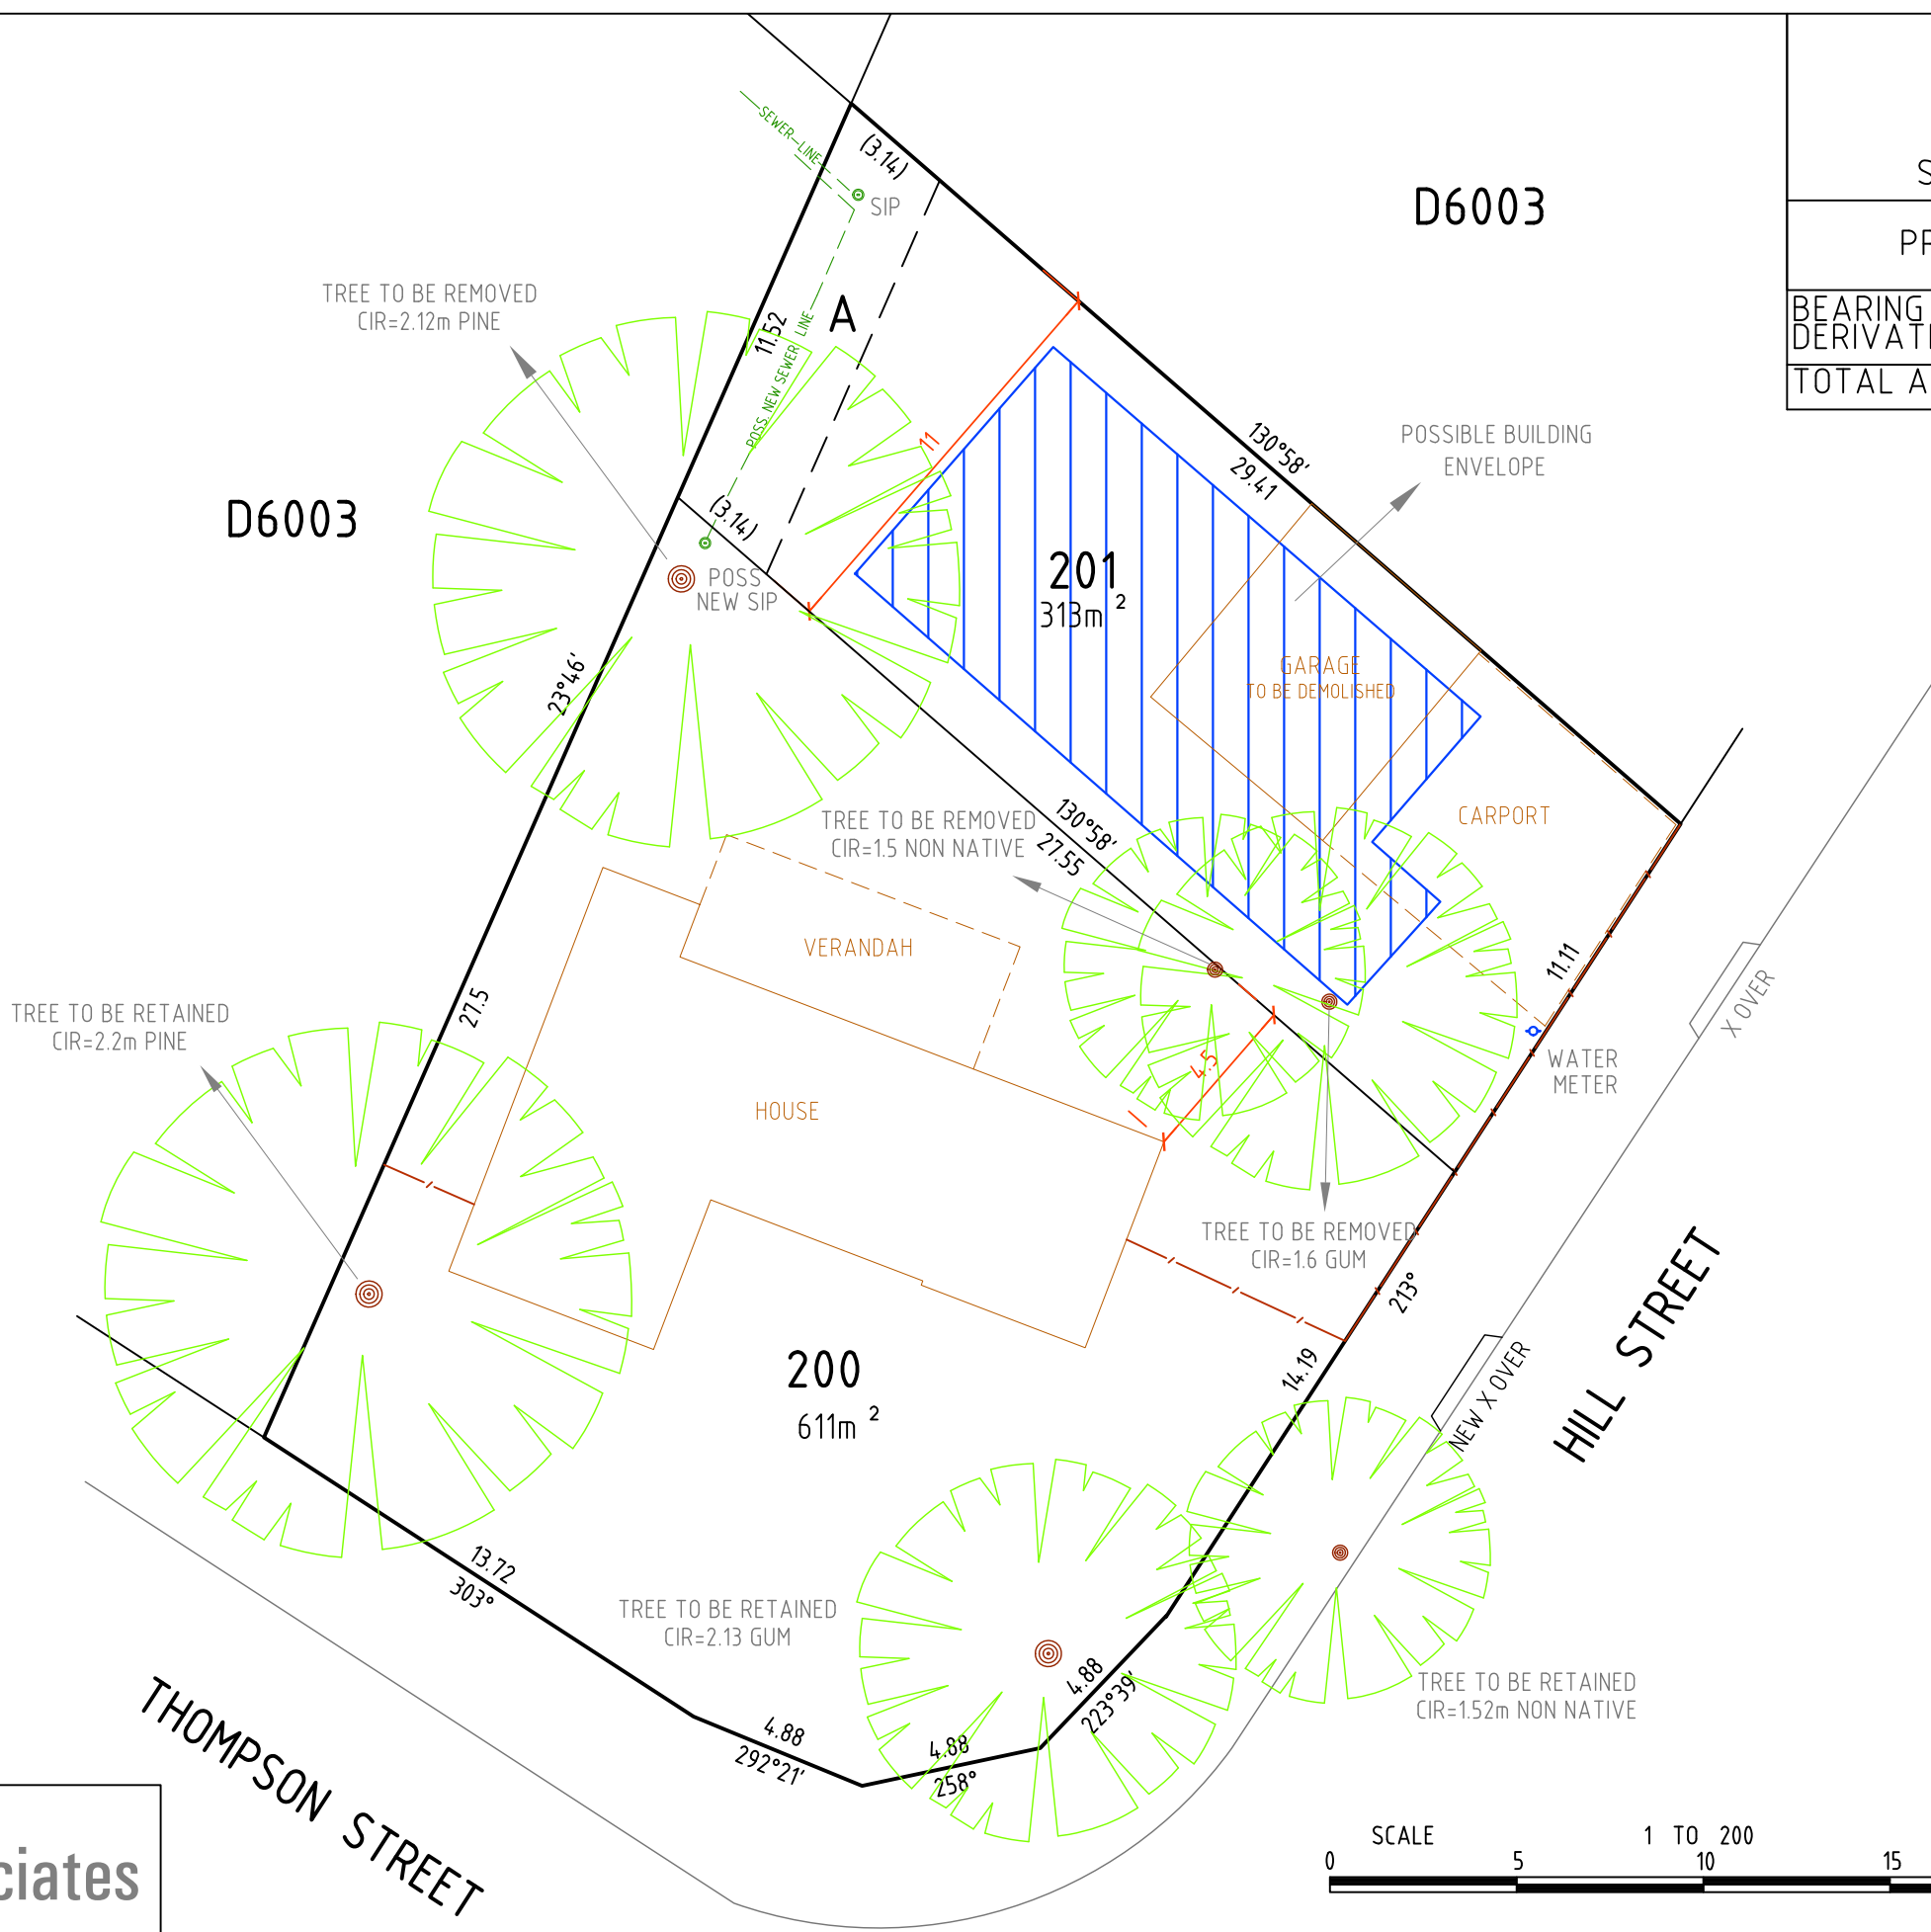 SEWER LINE
(3.14)
SIP
D6003
S
PR
BEARING
DERIVATI
TOTAL A
TREE TO BE REMOVED
CIR=2.12m PINE
11.52
POSS. NEW SEWER LINE
A
11
130°58'
29.41
POSSIBLE BUILDING
ENVELOPE
D6003
(3.14)
POSS
NEW SIP
201
313m 2
GARAGE
TO BE DEMOLISHED
23°46'
CARPORT
TREE TO BE REMOVED
CIR=1.5 NON NATIVE
130°58'
27.55
VERANDAH
11.11
X OVER
27.5
TREE TO BE RETAINED
CIR=2.2m PINE
4.5
WATER
METER
HOUSE
TREE TO BE REMOVED
CIR=1.6 GUM
213°
HILL STREET
14.19
NEW X OVER
200
611m 2
13.72
303°
TREE TO BE RETAINED
CIR=2.13 GUM
4.88
223°39'
TREE TO BE RETAINED
CIR=1.52m NON NATIVE
4.88
292°21'
4.88
258°
THOMPSON STREET
ciates
SCALE 1 TO 200
0 5 10 15